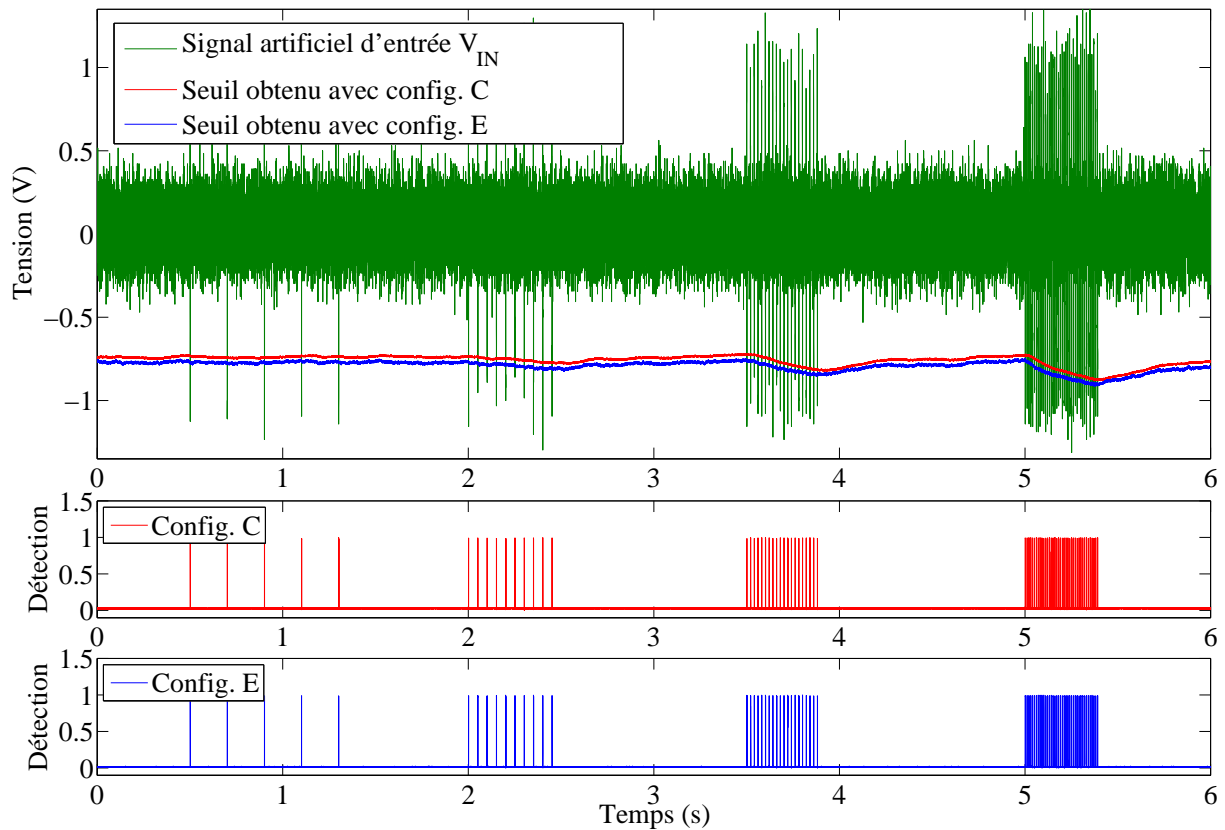 Signal artificiel d'entrée V_IN
Seuil obtenu avec config. C
Seuil obtenu avec config. E
Tension (V)
1
0.5
0
−0.5
−1
0 1 2 3 4 5 6
Config. C
Détection
1.5
1
0.5
0
0 1 2 3 4 5 6
Config. E
Détection
1.5
1
0.5
0
0 1 2 3 4 5 6
Temps (s)